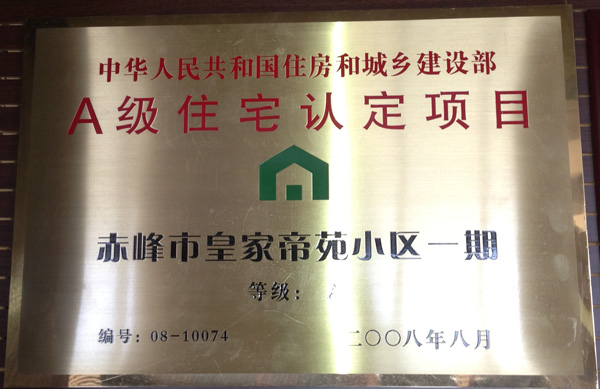 中华人民共和国住房和城乡建设部
A级住宅认定项目
赤峰市皇家帝苑小区一期
等级：
编号：08-10074
二〇〇八年八月